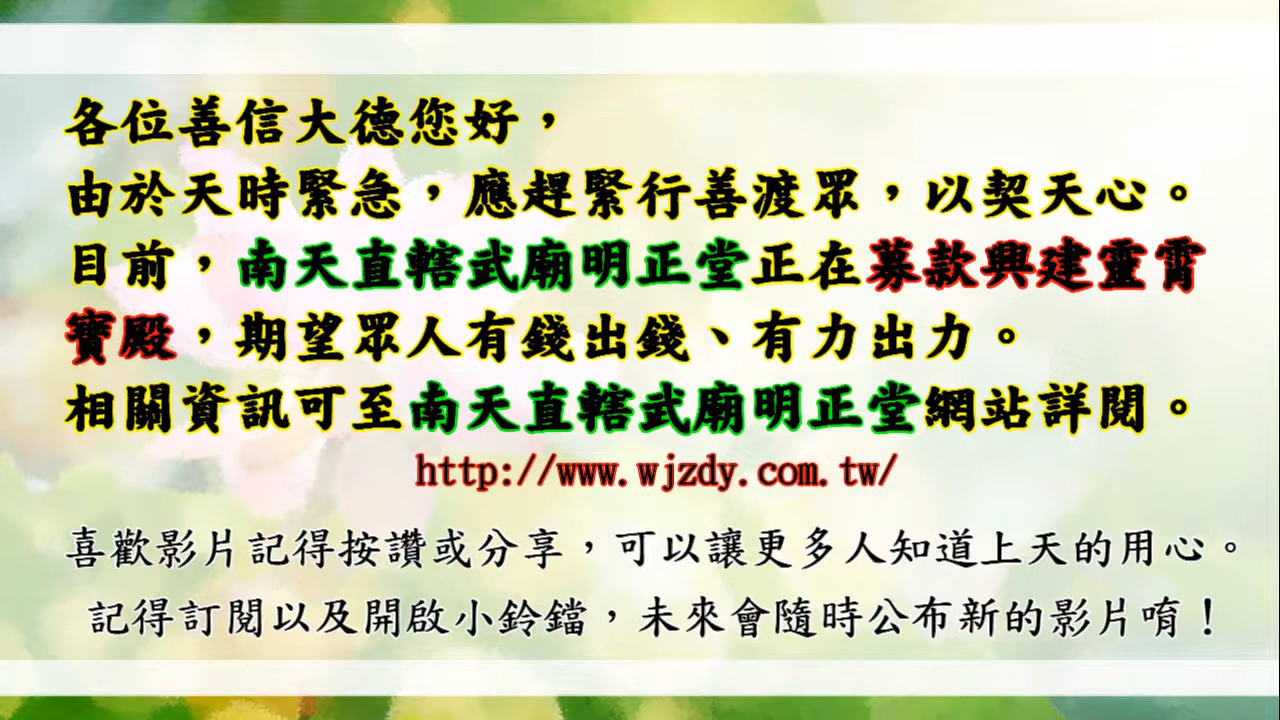 各位善信大德您好，
由於天時緊急，應趕緊行善渡眾，以契天心。
目前，南天直轄武廟明正堂正在募款興建靈霄
寶殿，期望眾人有錢出錢、有力出力。
相關資訊可至南天直轄武廟明正堂網站詳閱。
http://www.wjzdy.com.tw/
喜歡影片記得按讚或分享，可以讓更多人知道上天的用心。
記得訂閱以及開啟小鈴鐺，未來會隨時公布新的影片唷！